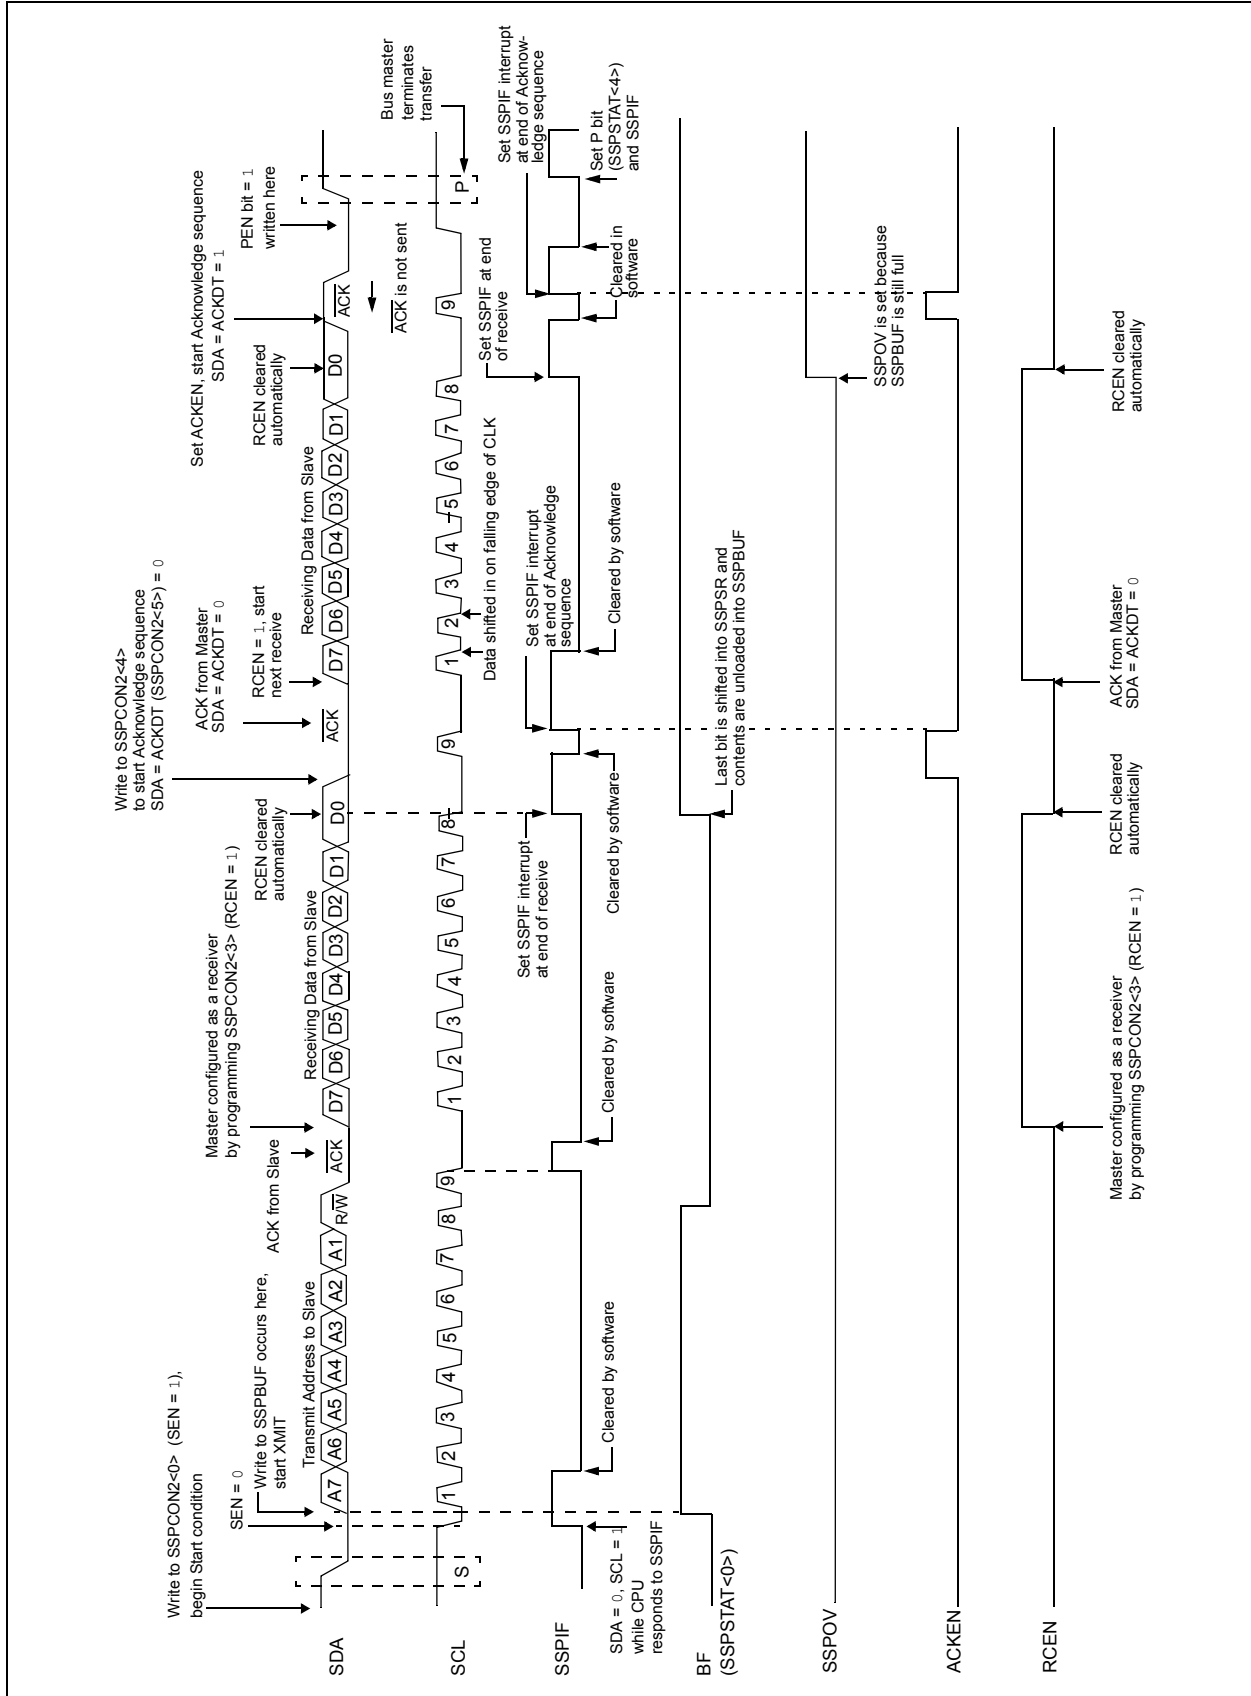 Write to SSPCON2<0> (SEN = 1),
begin Start condition
SEN = 0
Write to SSPBUF occurs here,
start XMIT
ACK from Slave
Master configured as a receiver
by programming SSPCON2<3> (RCEN = 1)
RCEN cleared
automatically
Write to SSPCON2<4>
to start Acknowledge sequence
SDA = ACKDT (SSPCON2<5>) = 0
ACK from Master
SDA = ACKDT = 0
RCEN = 1, start
next receive
RCEN cleared
automatically
Set ACKEN, start Acknowledge sequence
SDA = ACKDT = 1
PEN bit = 1
written here
Transmit Address to Slave
Receiving Data from Slave
Receiving Data from Slave
SDA
A7 A6 A5 A4 A3 A2 A1 R/W ACK D7 D6 D5 D4 D3 D2 D1 D0 ACK D7 D6 D5 D4 D3 D2 D1 D0 ACK
ACK is not sent
Bus master
terminates
transfer
SCL
S 1 2 3 4 5 6 7 8 9 1 2 3 4 5 6 7 8 9 1 2 3 4 5 6 7 8 9 P
Data shifted in on falling edge of CLK
Set SSPIF interrupt
at end of receive
Set SSPIF interrupt
at end of Acknowledge
sequence
Set SSPIF at end
of receive
Set SSPIF interrupt
at end of Acknow-
ledge sequence
SSPIF
SDA = 0, SCL = 1
while CPU
responds to SSPIF
Cleared by software
Cleared by software
Cleared by software
Cleared by software
Cleared by software
Cleared in
software
Set P bit
(SSPSTAT<4>)
and SSPIF
BF
(SSPSTAT<0>)
Last bit is shifted into SSPSR and
contents are unloaded into SSPBUF
SSPOV
SSPOV is set because
SSPBUF is still full
ACKEN
RCEN
Master configured as a receiver
by programming SSPCON2<3> (RCEN = 1)
RCEN cleared
automatically
ACK from Master
SDA = ACKDT = 0
RCEN cleared
automatically